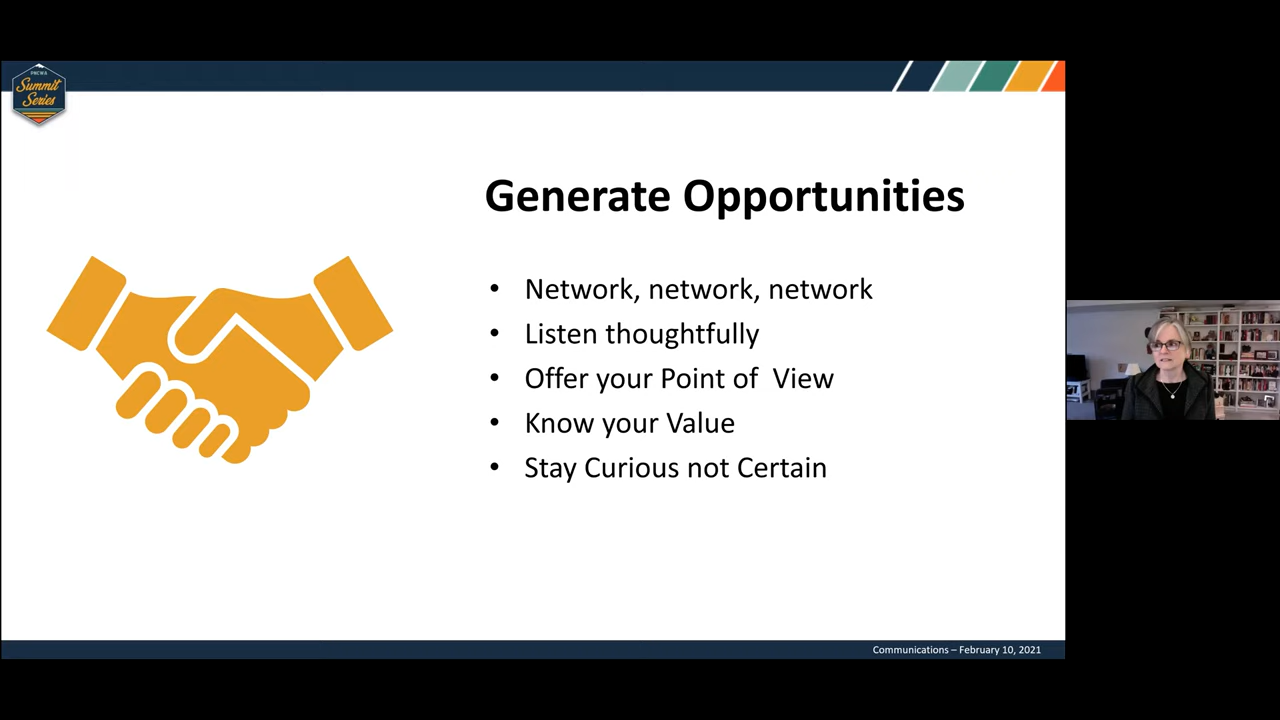 PNCWA
Summit
Series
Generate Opportunities
• Network, network, network
• Listen thoughtfully
• Offer your Point of  View
• Know your Value
• Stay Curious not Certain
Communications – February 10, 2021